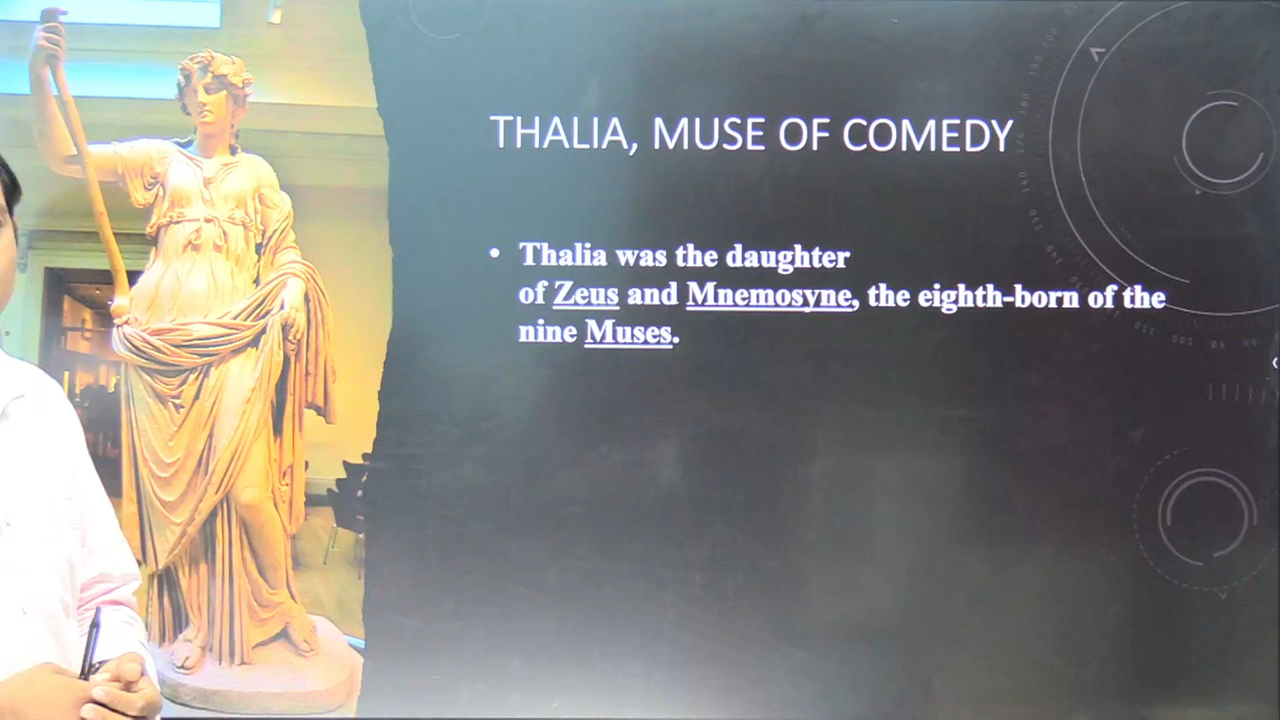 THALIA, MUSE OF COMEDY
• Thalia was the daughter
of Zeus and Mnemosyne, the eighth-born of the
nine Muses.